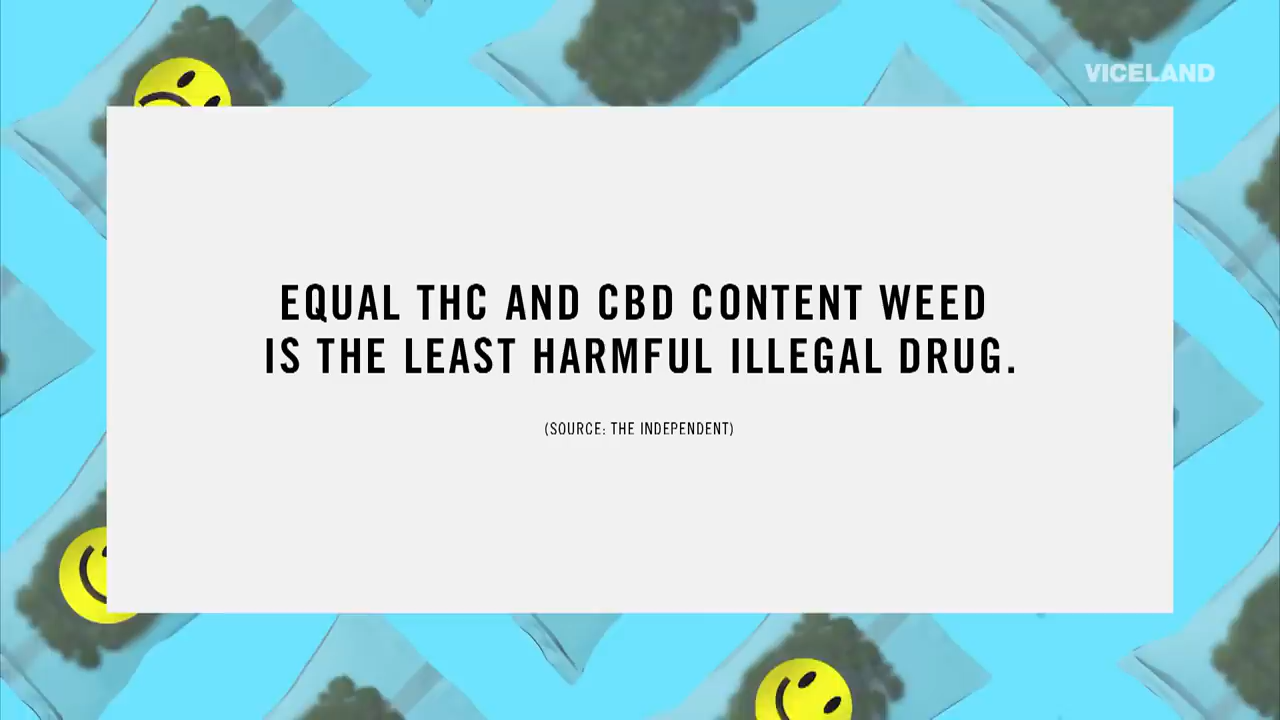 VICELAND
EQUAL THC AND CBD CONTENT WEED
IS THE LEAST HARMFUL ILLEGAL DRUG.
(SOURCE: THE INDEPENDENT)